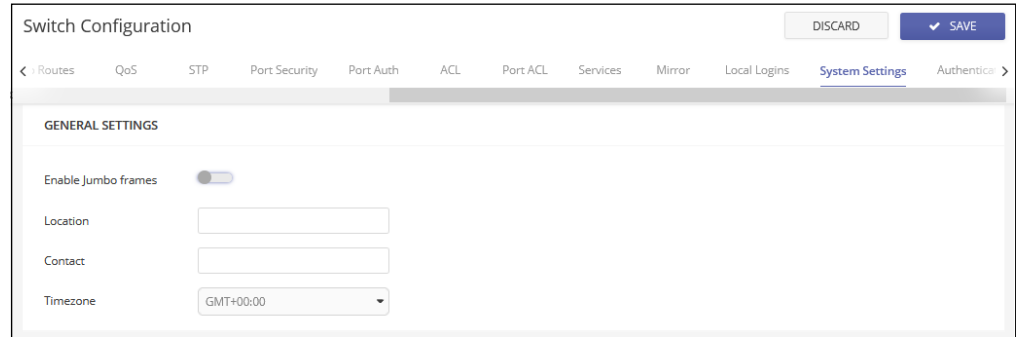 Switch Configuration DISCARD SAVE
Routes QoS STP Port Security Port Auth ACL Port ACL Services Mirror Local Logins System Settings
GENERAL SETTINGS
Enable Jumbo frames
Location
Contact
Timezone GMT+00:00